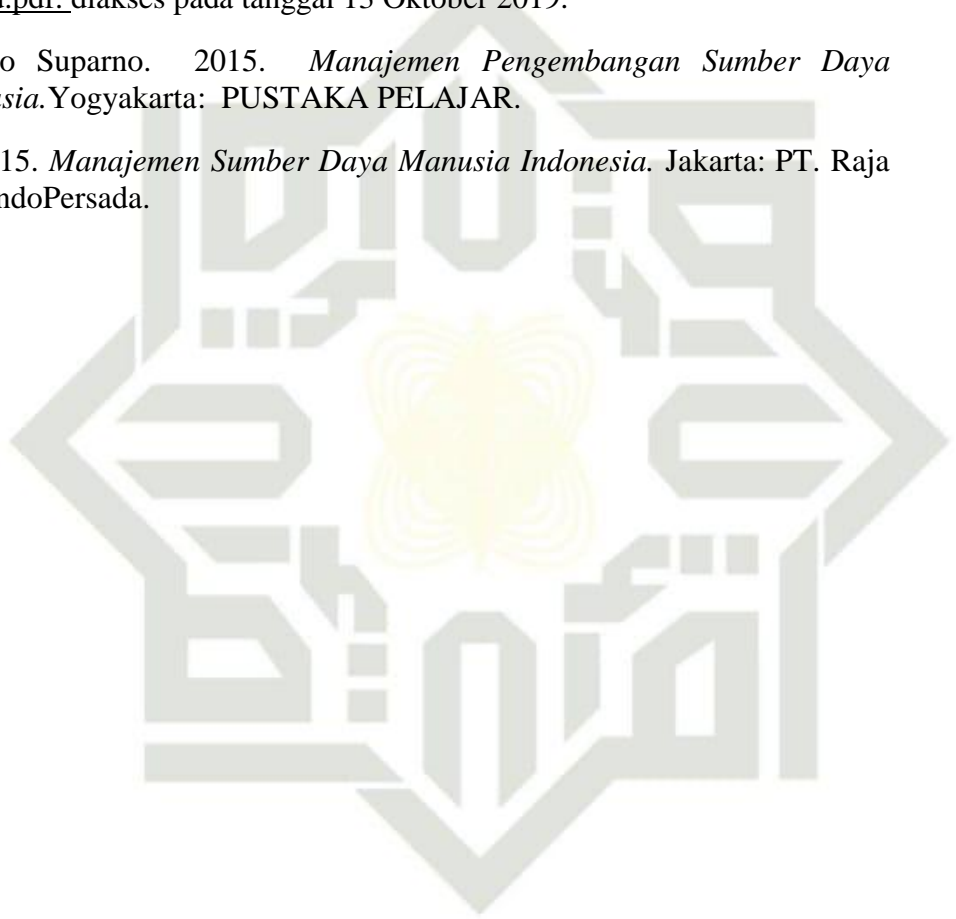 .pdf. diakses pada tanggal 13 Oktober 2019.
o Suparno. 2015. Manajemen Pengembangan Sumber Daya
sia.Yogyakarta: PUSTAKA PELAJAR.
15. Manajemen Sumber Daya Manusia Indonesia. Jakarta: PT. Raja
ndoPersada.